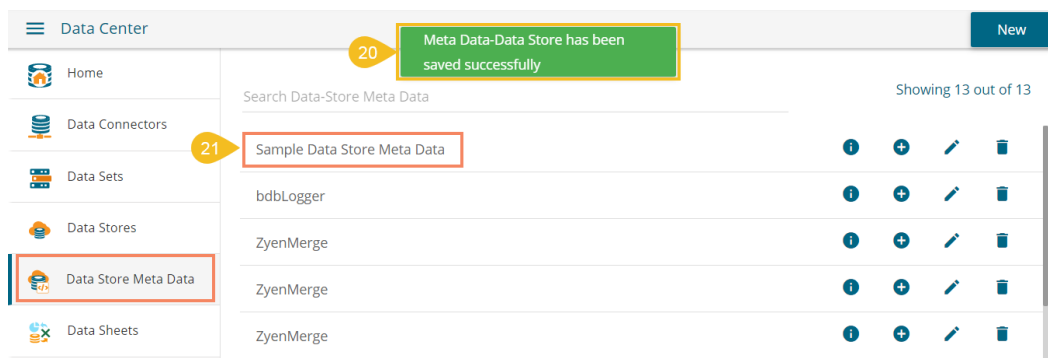 Data Center
New
20
Meta Data-Data Store has been
saved successfully
Home
Data Connectors
Data Sets
Data Stores
Data Store Meta Data
Data Sheets
Search Data-Store Meta Data
Showing 13 out of 13
21
Sample Data Store Meta Data
bdbLogger
ZyenMerge
ZyenMerge
ZyenMerge